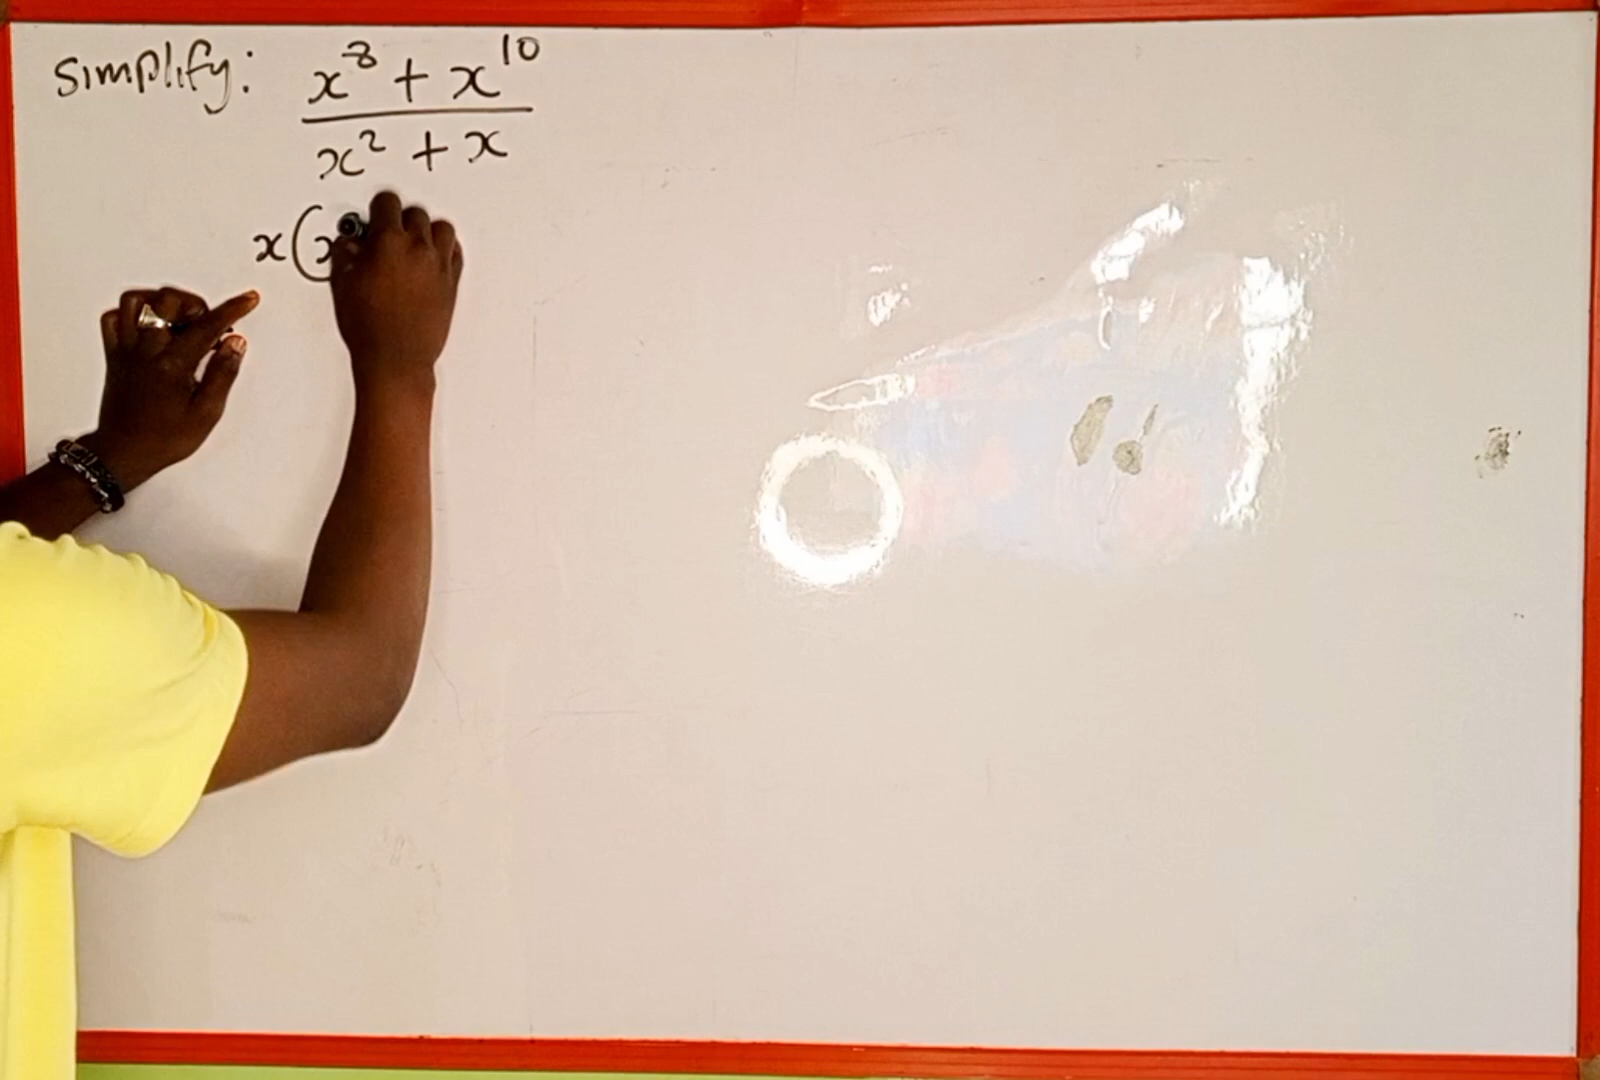 Simplify: x⁸ + x¹⁰
x² + x
x(x